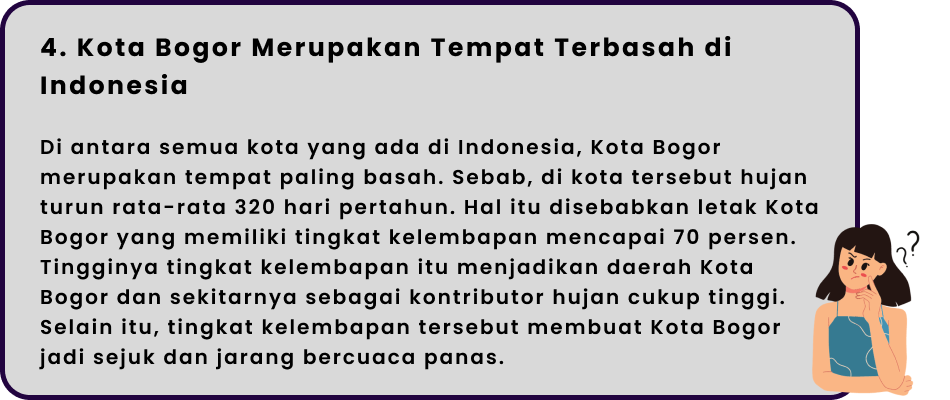 4. Kota Bogor Merupakan Tempat Terbasah di
Indonesia
Di antara semua kota yang ada di Indonesia, Kota Bogor
merupakan tempat paling basah. Sebab, di kota tersebut hujan
turun rata-rata 320 hari pertahun. Hal itu disebabkan letak Kota
Bogor yang memiliki tingkat kelembapan mencapai 70 persen.
Tingginya tingkat kelembapan itu menjadikan daerah Kota
Bogor dan sekitarnya sebagai kontributor hujan cukup tinggi.
Selain itu, tingkat kelembapan tersebut membuat Kota Bogor
jadi sejuk dan jarang bercuaca panas.
??